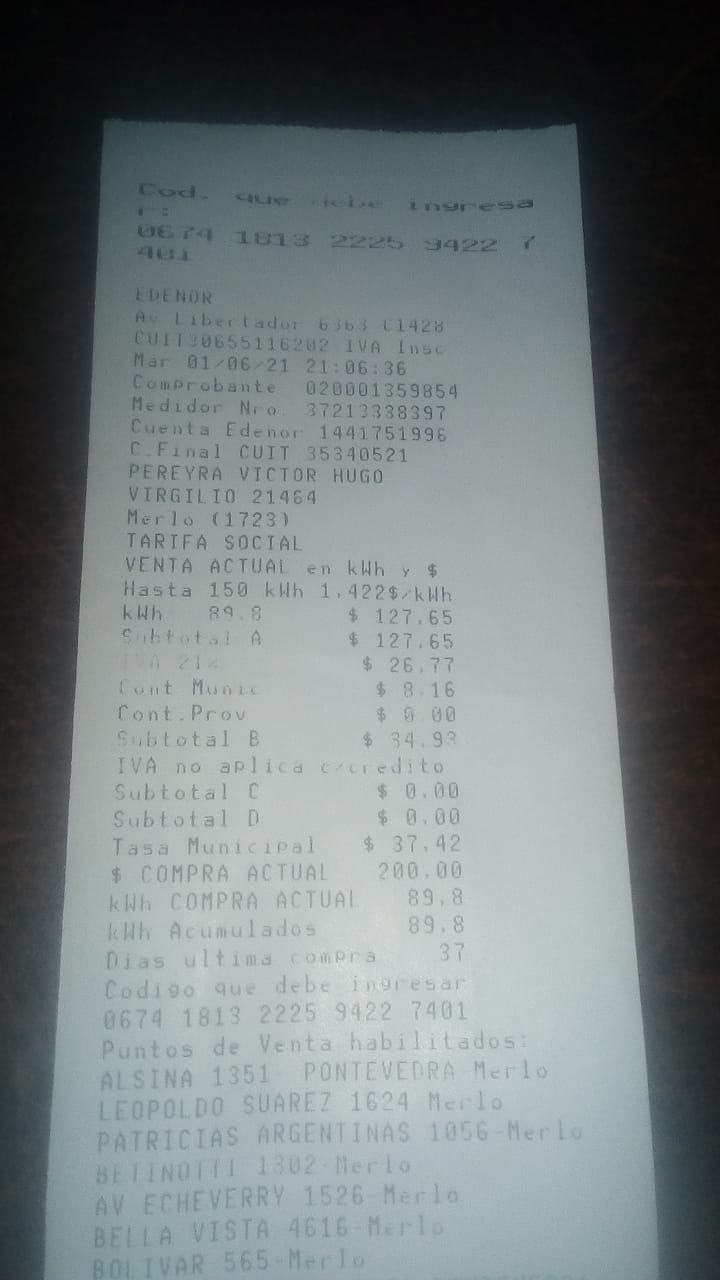 Cod. que debe ingresa
r:
0674 1813 2225 9422 7
401
EDENOR
Av Libertador 6363 C1428
CUIT30655116202 IVA Insc
Mar 01/06/21 21:06:36
Comprobante 020001359854
Medidor Nro. 37213338397
Cuenta Edenor 1441751996
C.Final CUIT 35340521
PEREYRA VICTOR HUGO
VIRGILIO 21464
Merlo (1723)
TARIFA SOCIAL
VENTA ACTUAL en kWh y $
Hasta 150 kWh 1,422$/kWh
kWh 89.8 $ 127.65
Subtotal A $ 127.65
IVA 21% $ 26.77
Cont Munic $ 8.16
Cont.Prov $ 0.00
Subtotal B $ 34.93
IVA no aplica c/credito
Subtotal C $ 0.00
Subtotal D $ 0.00
Tasa Municipal $ 37.42
$ COMPRA ACTUAL 200.00
kWh COMPRA ACTUAL 89.8
kWh Acumulados 89.8
Dias ultima compra 37
Codigo que debe ingresar
0674 1813 2225 9422 7401
Puntos de Venta habilitados:
ALSINA 1351- PONTEVEDRA Merlo
LEOPOLDO SUAREZ 1624 Merlo
PATRICIAS ARGENTINAS 1056-Merlo
BETINOTTI 1302-Merlo
AV ECHEVERRY 1526-Merlo
BELLA VISTA 4616-Merlo
BOLIVAR 565-Merlo